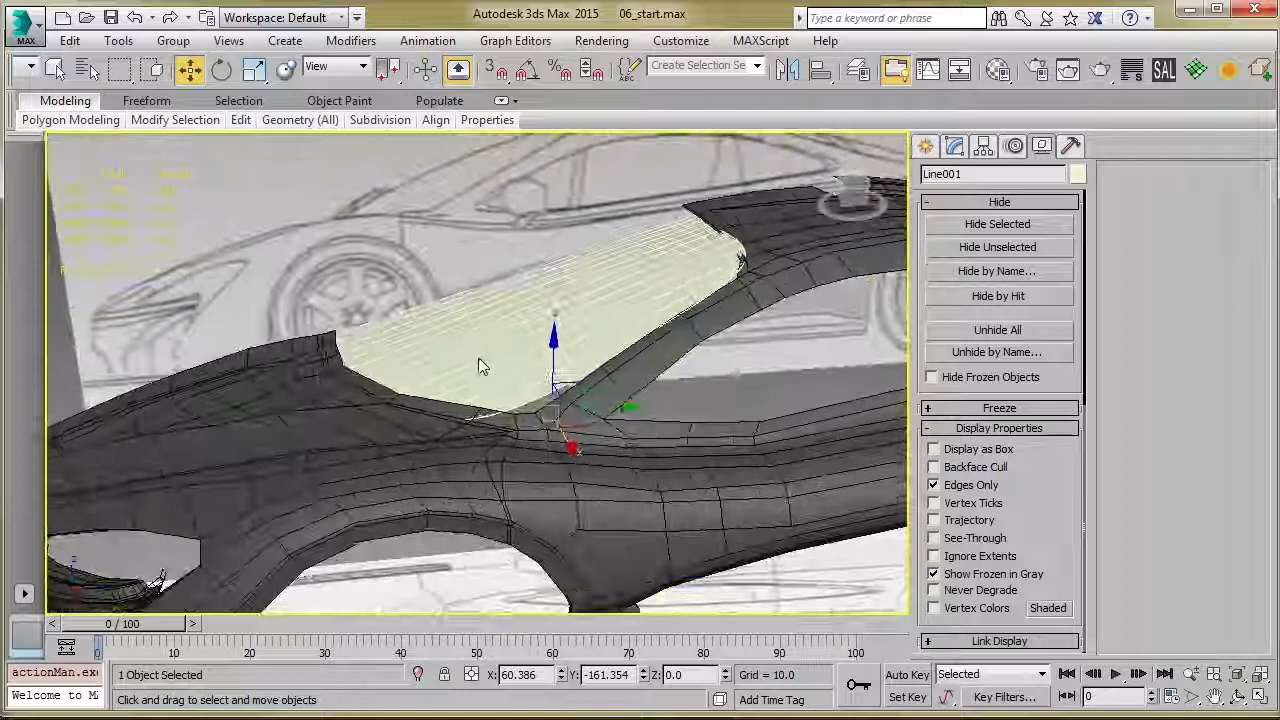 Workspace: Default
Autodesk 3ds Max 2015 06_start.max
Type a keyword or phrase
MAX
Edit Tools Group Views Create Modifiers Animation Graph Editors Rendering Customize MAXScript Help
View
Create Selection Se
SAL
Modeling Freeform Selection Object Paint Populate
Polygon Modeling Modify Selection Edit Geometry (All) Subdivision Align Properties
Line001
Hide
Hide Selected
Hide Unselected
Hide by Name...
Hide by Hit
Unhide All
Unhide by Name...
Hide Frozen Objects
Freeze
Display Properties
Display as Box
Backface Cull
Edges Only
Vertex Ticks
Trajectory
See-Through
Ignore Extents
Show Frozen in Gray
Never Degrade
Vertex Colors Shaded
Link Display
0 / 100
0 10 20 30 40 50 60 70 80 90 100
actionMan.exe
1 Object Selected X: 60.386 Y: -161.354 Z: 0.0 Grid = 10.0 Auto Key Selected
Welcome to M
Click and drag to select and move objects Add Time Tag Set Key Key Filters... 0